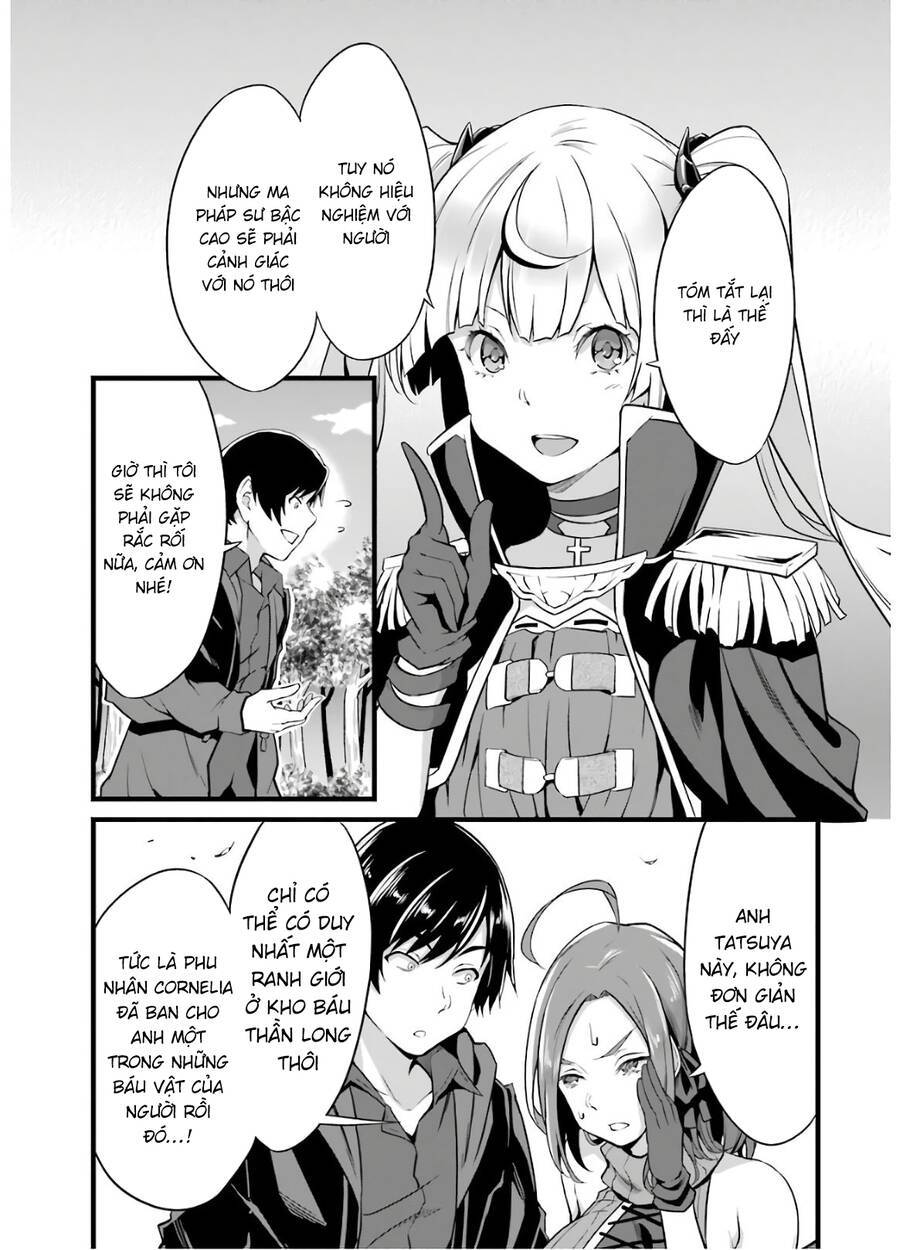 TÓM TẮT LẠI
THÌ LÀ THẾ
ĐẤY
TUY NÓ
KHÔNG HIỆU
NGHIỆM VỚI
NGƯỜI
NHƯNG MA
PHÁP SƯ BẬC
CAO SẼ PHẢI
CẢNH GIÁC
VỚI NÓ THÔI
GIỜ THÌ TÔI
SẼ KHÔNG
PHẢI GẶP
RẮC RỐI
NỮA, CẢM ƠN
NHÉ!
ANH
TATSUYA
NÀY, KHÔNG
ĐƠN GIẢN
THẾ ĐÂU...
CHỈ CÓ
THỂ CÓ DUY
NHẤT MỘT
RANH GIỚI
Ở KHO BÁU
THẦN LONG
THÔI
TỨC LÀ PHU
NHÂN CORNELIA
ĐÃ BAN CHO
ANH MỘT
TRONG NHỮNG
BÁU VẬT CỦA
NGƯỜI RỒI
ĐÓ...!